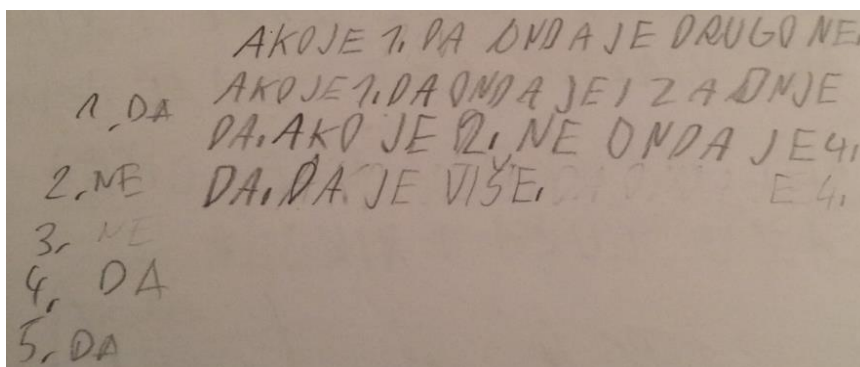 AKO JE 1. DA ONDA JE DRUGO NE.
AKO JE 1. DA ONDA JE I ZADNJE
DA. AKO JE 2. NE ONDA JE 4.
DA. DA JE VIŠE. E 4.
1. DA
2. NE
3. NE
4. DA
5. DA